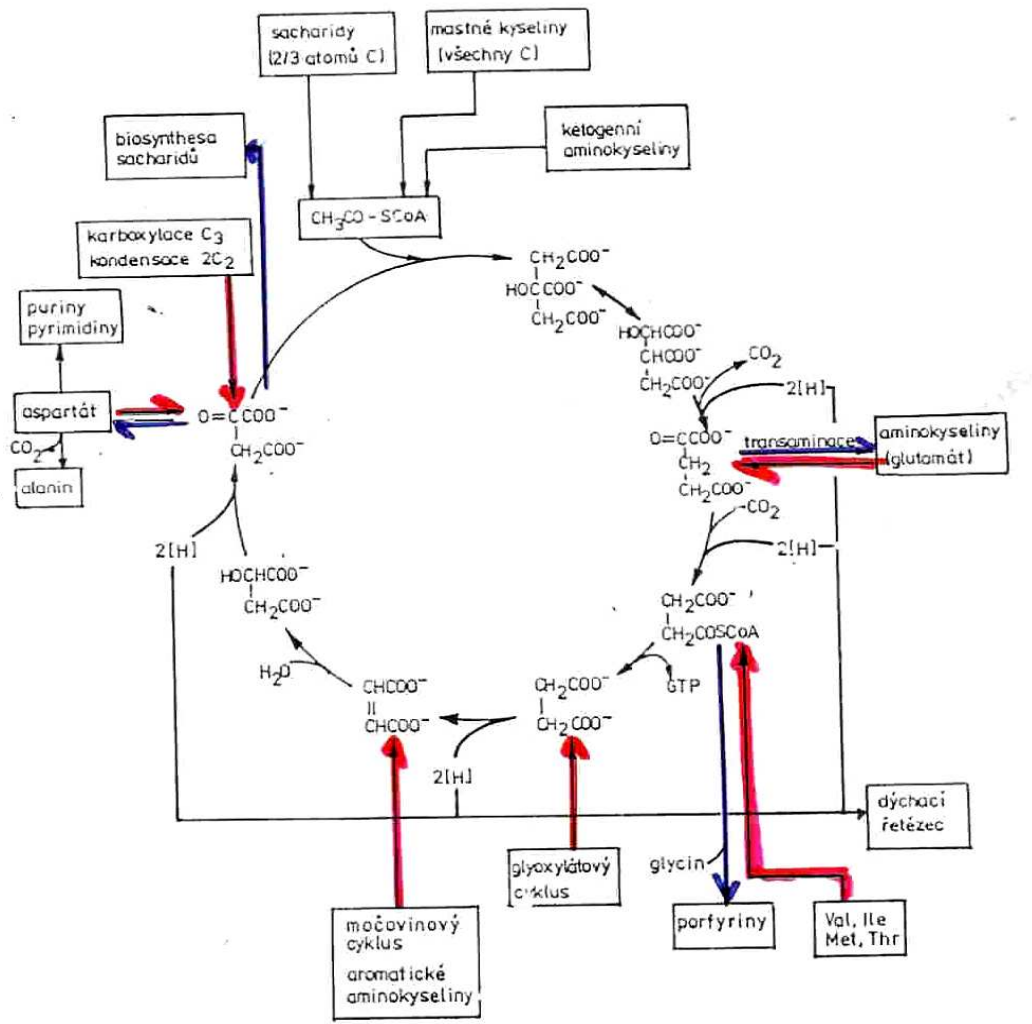 sacharidy
(2/3 atomů C)
mastné kyseliny
(všechny C)
biosynthesa
sacharidů
ketogenní
aminokyseliny
CH₃CO – SCoA
karboxylace C₃
kondensace 2C₂
CH₂COO⁻
HOCCOO⁻
CH₂COO⁻
puriny
pyrimidiny
HOCHCOO⁻
CHCOO⁻
CH₂COO⁻
CO₂
2[H]
aspartát
O=CCOO⁻
CH₂COO⁻
CO₂
alanin
O=CCOO⁻
CH₂
CH₂COO⁻
transaminace
aminokyseliny
(glutamát)
CO₂
2[H]
2[H]
HOCHCOO⁻
CH₂COO⁻
CH₂COO⁻
CH₂COSCoA
GTP
H₂O
CHCOO⁻
CHCOO⁻
CH₂COO⁻
CH₂COO⁻
2[H]
dýchací
řetězec
glyoxylátový
cyklus
glycin
porfyriny
Val, Ile
Met, Thr
močovinový
cyklus
aromatické
aminokyseliny